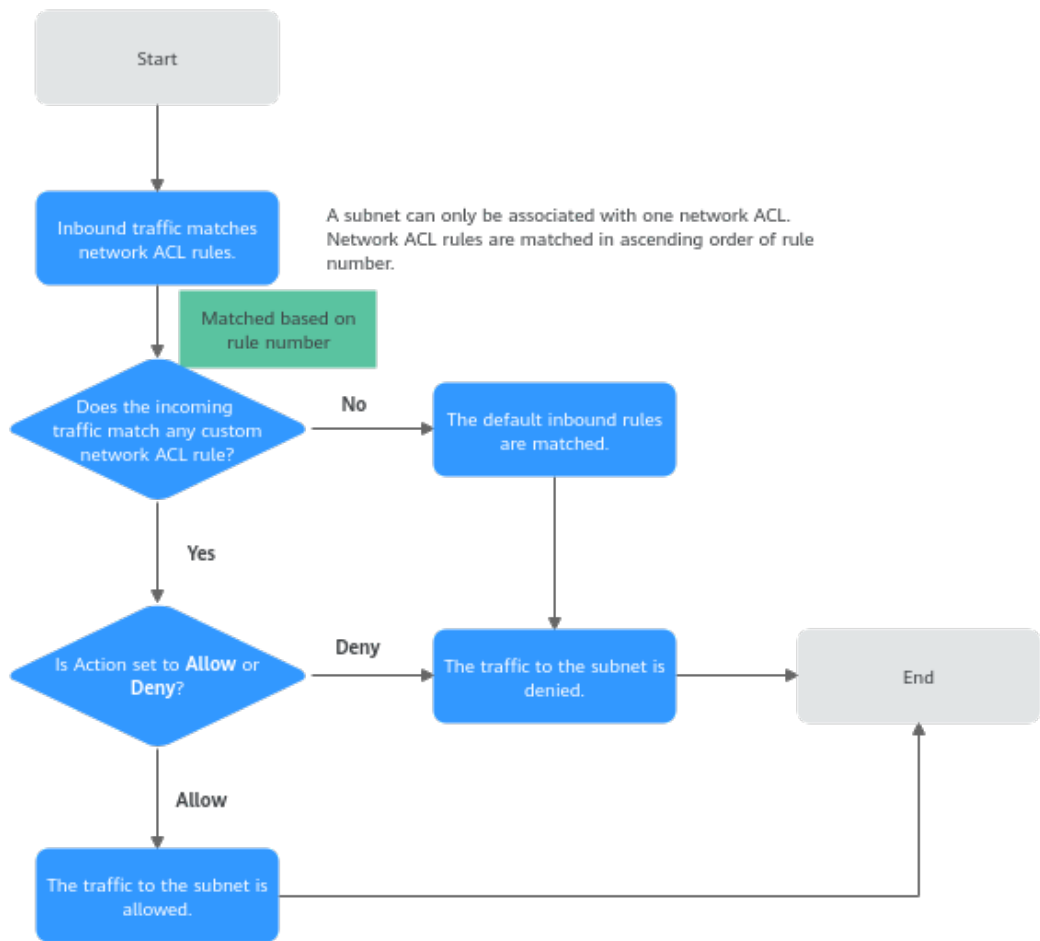 Start
Inbound traffic matches
network ACL rules.
A subnet can only be associated with one network ACL.
Network ACL rules are matched in ascending order of rule
number.
Matched based on
rule number
Does the incoming
traffic match any custom
network ACL rule?
No
The default inbound rules
are matched.
Yes
Is Action set to Allow or
Deny?
Deny
The traffic to the subnet is
denied.
End
Allow
The traffic to the subnet is
allowed.